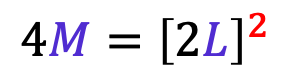 4M = [2L]²